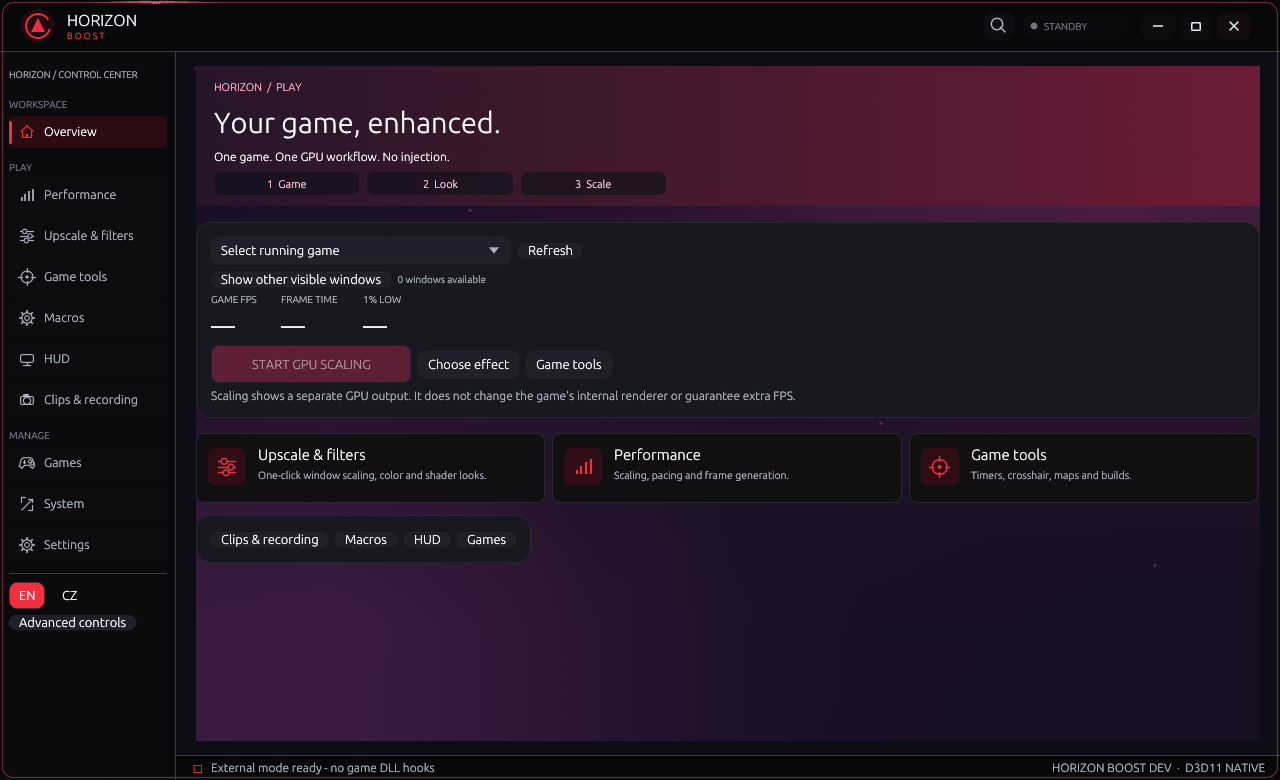 HORIZON
BOOST
STANDBY
HORIZON / CONTROL CENTER
WORKSPACE
Overview
PLAY
Performance
Upscale & filters
Game tools
Macros
HUD
Clips & recording
MANAGE
Games
System
Settings
EN CZ
Advanced controls
HORIZON / PLAY
Your game, enhanced.
One game. One GPU workflow. No injection.
1 Game 2 Look 3 Scale
Select running game Refresh
Show other visible windows 0 windows available
GAME FPS FRAME TIME 1% LOW
— — —
START GPU SCALING Choose effect Game tools
Scaling shows a separate GPU output. It does not change the game's internal renderer or guarantee extra FPS.
Upscale & filters
One-click window scaling, color and shader looks.
Performance
Scaling, pacing and frame generation.
Game tools
Timers, crosshair, maps and builds.
Clips & recording Macros HUD Games
External mode ready - no game DLL hooks
HORIZON BOOST DEV · D3D11 NATIVE